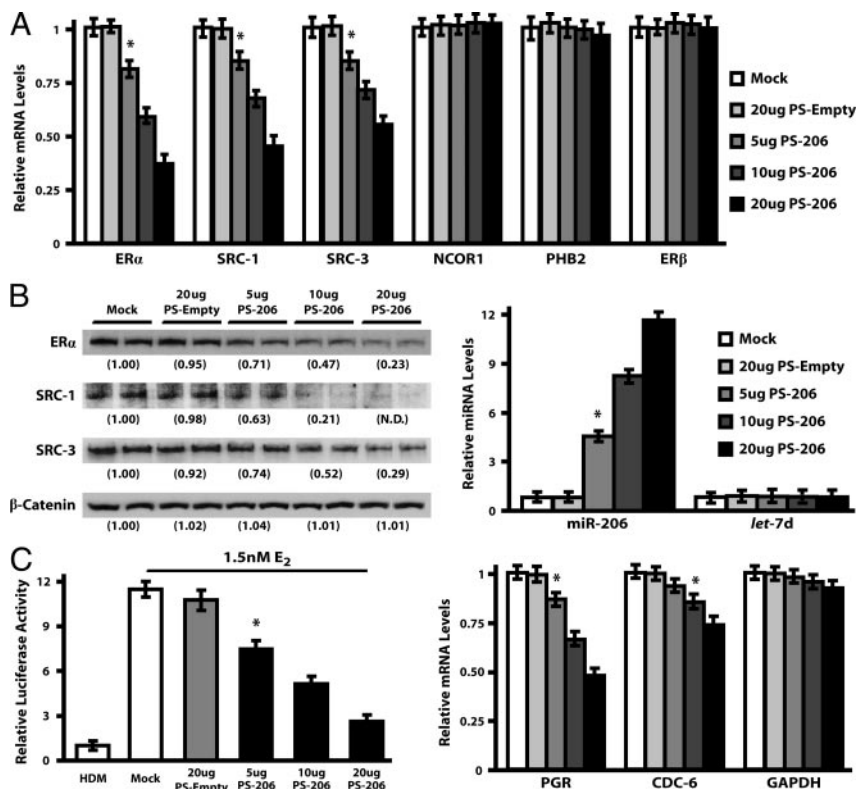 A
Relative mRNA Levels
1
0.75
0.50
0.25
0
*
*
*
ERα
SRC-1
SRC-3
NCOR1
PHB2
ERβ
Mock
20ug PS-Empty
5ug PS-206
10ug PS-206
20ug PS-206
B
Mock
20ug PS-Empty
5ug PS-206
10ug PS-206
20ug PS-206
ERα
(1.00) (0.95) (0.71) (0.47) (0.23)
SRC-1
(1.00) (0.98) (0.63) (0.21) (N.D.)
SRC-3
(1.00) (0.92) (0.74) (0.52) (0.29)
β-Catenin
(1.00) (1.02) (1.04) (1.01) (1.01)
Relative miRNA Levels
12
9
6
3
0
*
miR-206
let-7d
Mock
20ug PS-Empty
5ug PS-206
10ug PS-206
20ug PS-206
C
1.5nM E2
Relative Luciferase Activity
12
9
6
3
0
*
HDM
Mock
20ug PS-Empty
5ug PS-206
10ug PS-206
20ug PS-206
Relative mRNA Levels
1
0.75
0.50
0.25
0
*
*
PGR
CDC-6
GAPDH